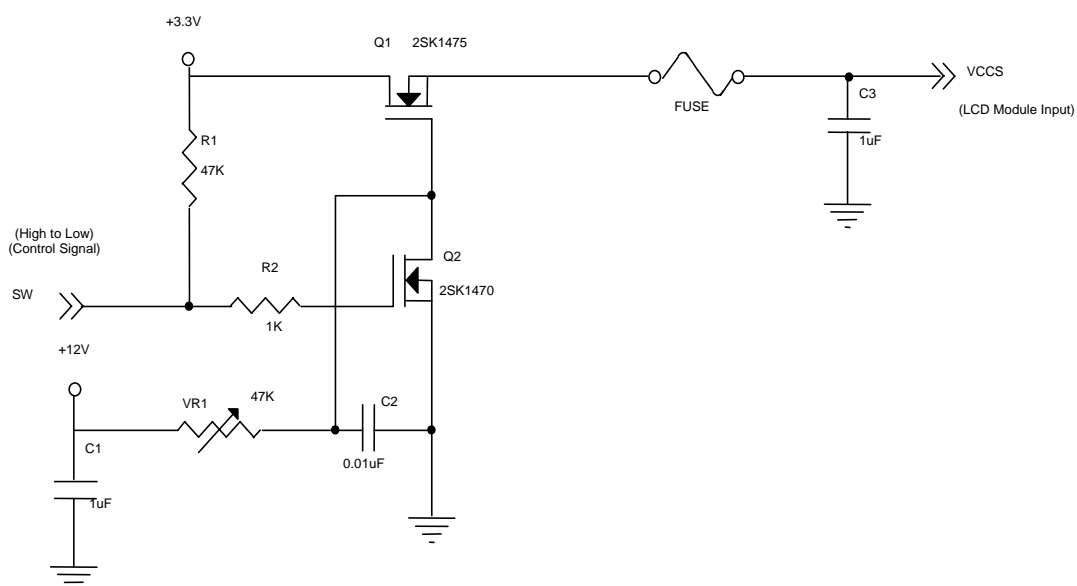 +3.3V
Q1 2SK1475
FUSE
VCCS
(LCD Module Input)
C3
1uF
R1
47K
(High to Low)
(Control Signal)
SW
R2
1K
Q2
2SK1470
+12V
VR1
47K
C2
0.01uF
C1
1uF